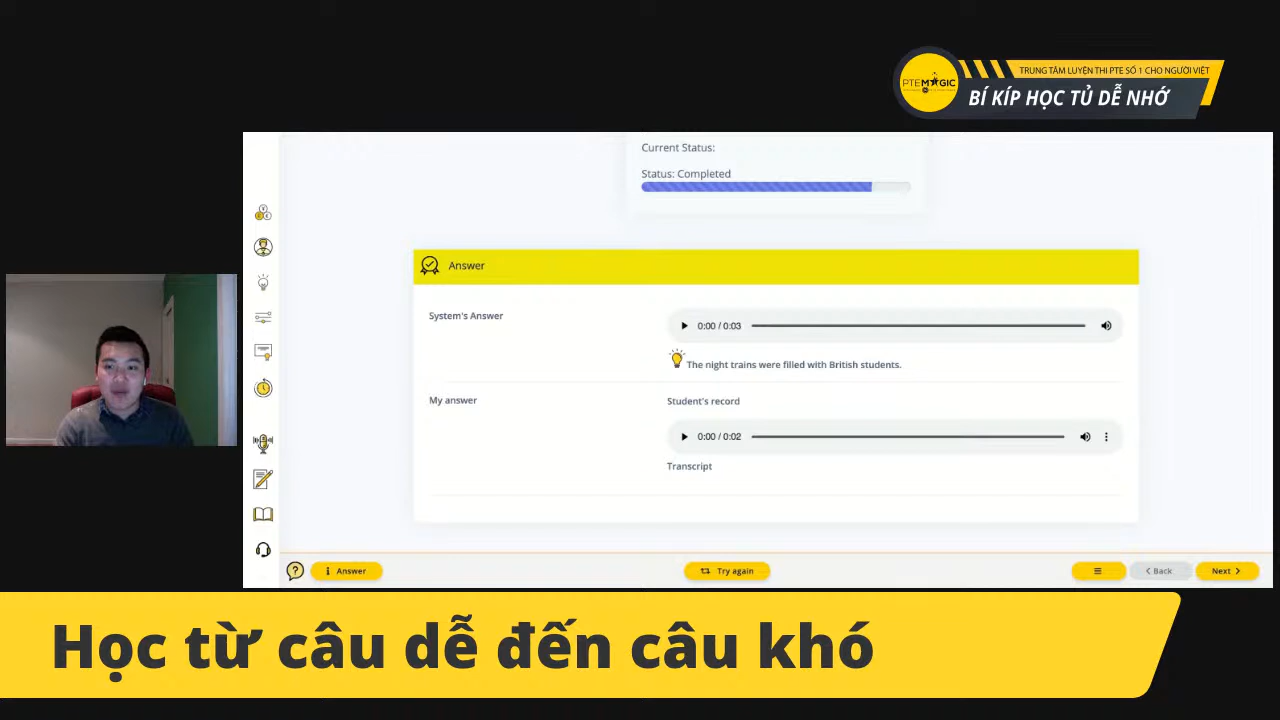 TRUNG TÂM LUYỆN THI PTE SỐ 1 CHO NGƯỜI VIỆT
PTEMAGIC
BÍ KÍP HỌC TỦ DỄ NHỚ
Current Status:
Status: Completed
Answer
System's Answer
0:00 / 0:03
The night trains were filled with British students.
My answer
Student's record
0:00 / 0:02
Transcript
? i Answer
Try again
Back
Next
Học từ câu dễ đến câu khó